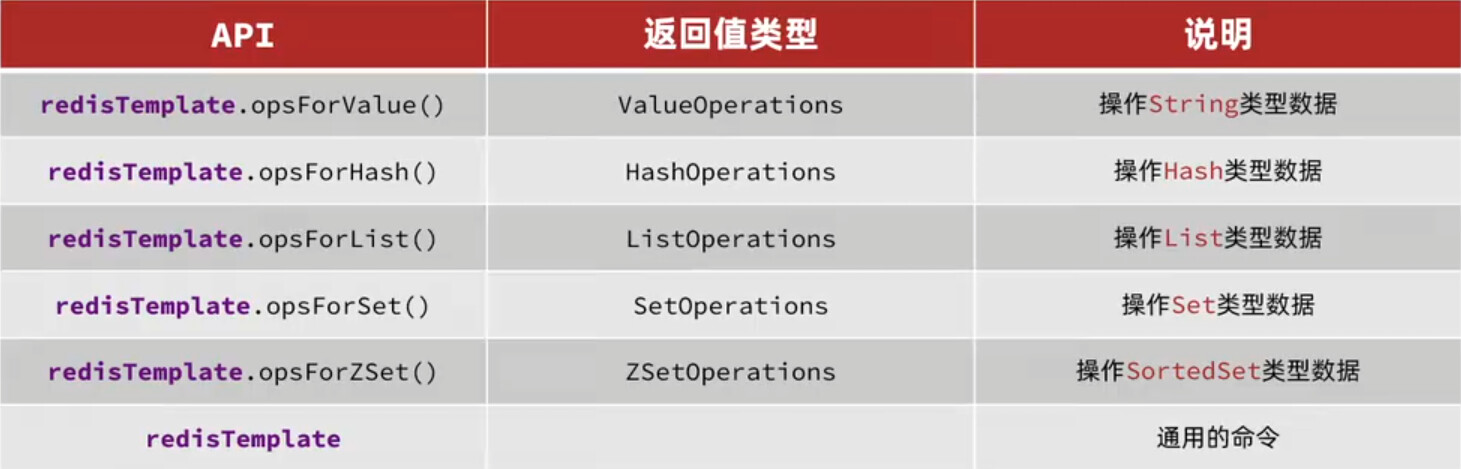 API 返回值类型 说明
redisTemplate.opsForValue() ValueOperations 操作String类型数据
redisTemplate.opsForHash() HashOperations 操作Hash类型数据
redisTemplate.opsForList() ListOperations 操作List类型数据
redisTemplate.opsForSet() SetOperations 操作Set类型数据
redisTemplate.opsForZSet() ZSetOperations 操作SortedSet类型数据
redisTemplate 通用的命令